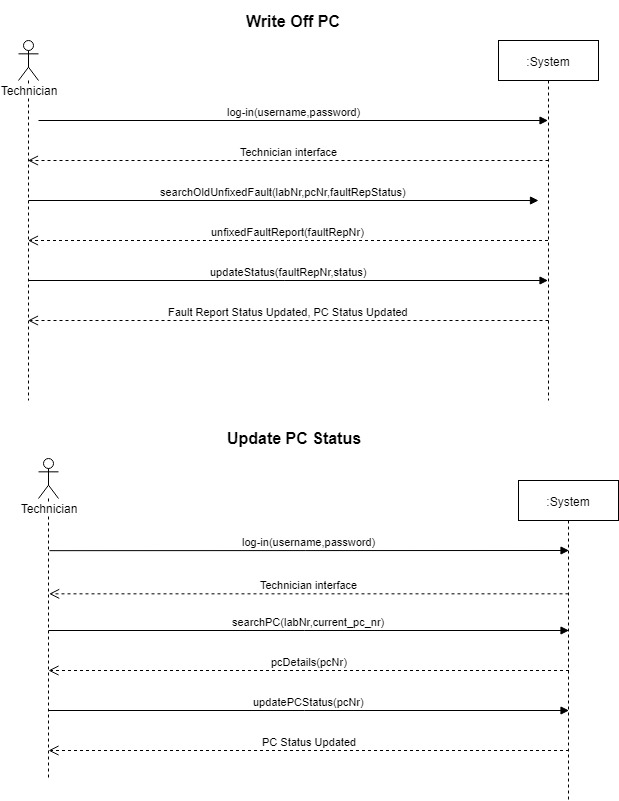 Write Off PC
:System
Technician
log-in(username,password)
Technician interface
searchOldUnfixedFault(labNr,pcNr,faultRepStatus)
unfixedFaultReport(faultRepNr)
updateStatus(faultRepNr,status)
Fault Report Status Updated, PC Status Updated
Update PC Status
:System
Technician
log-in(username,password)
Technician interface
searchPC(labNr,current_pc_nr)
pcDetails(pcNr)
updatePCStatus(pcNr)
PC Status Updated